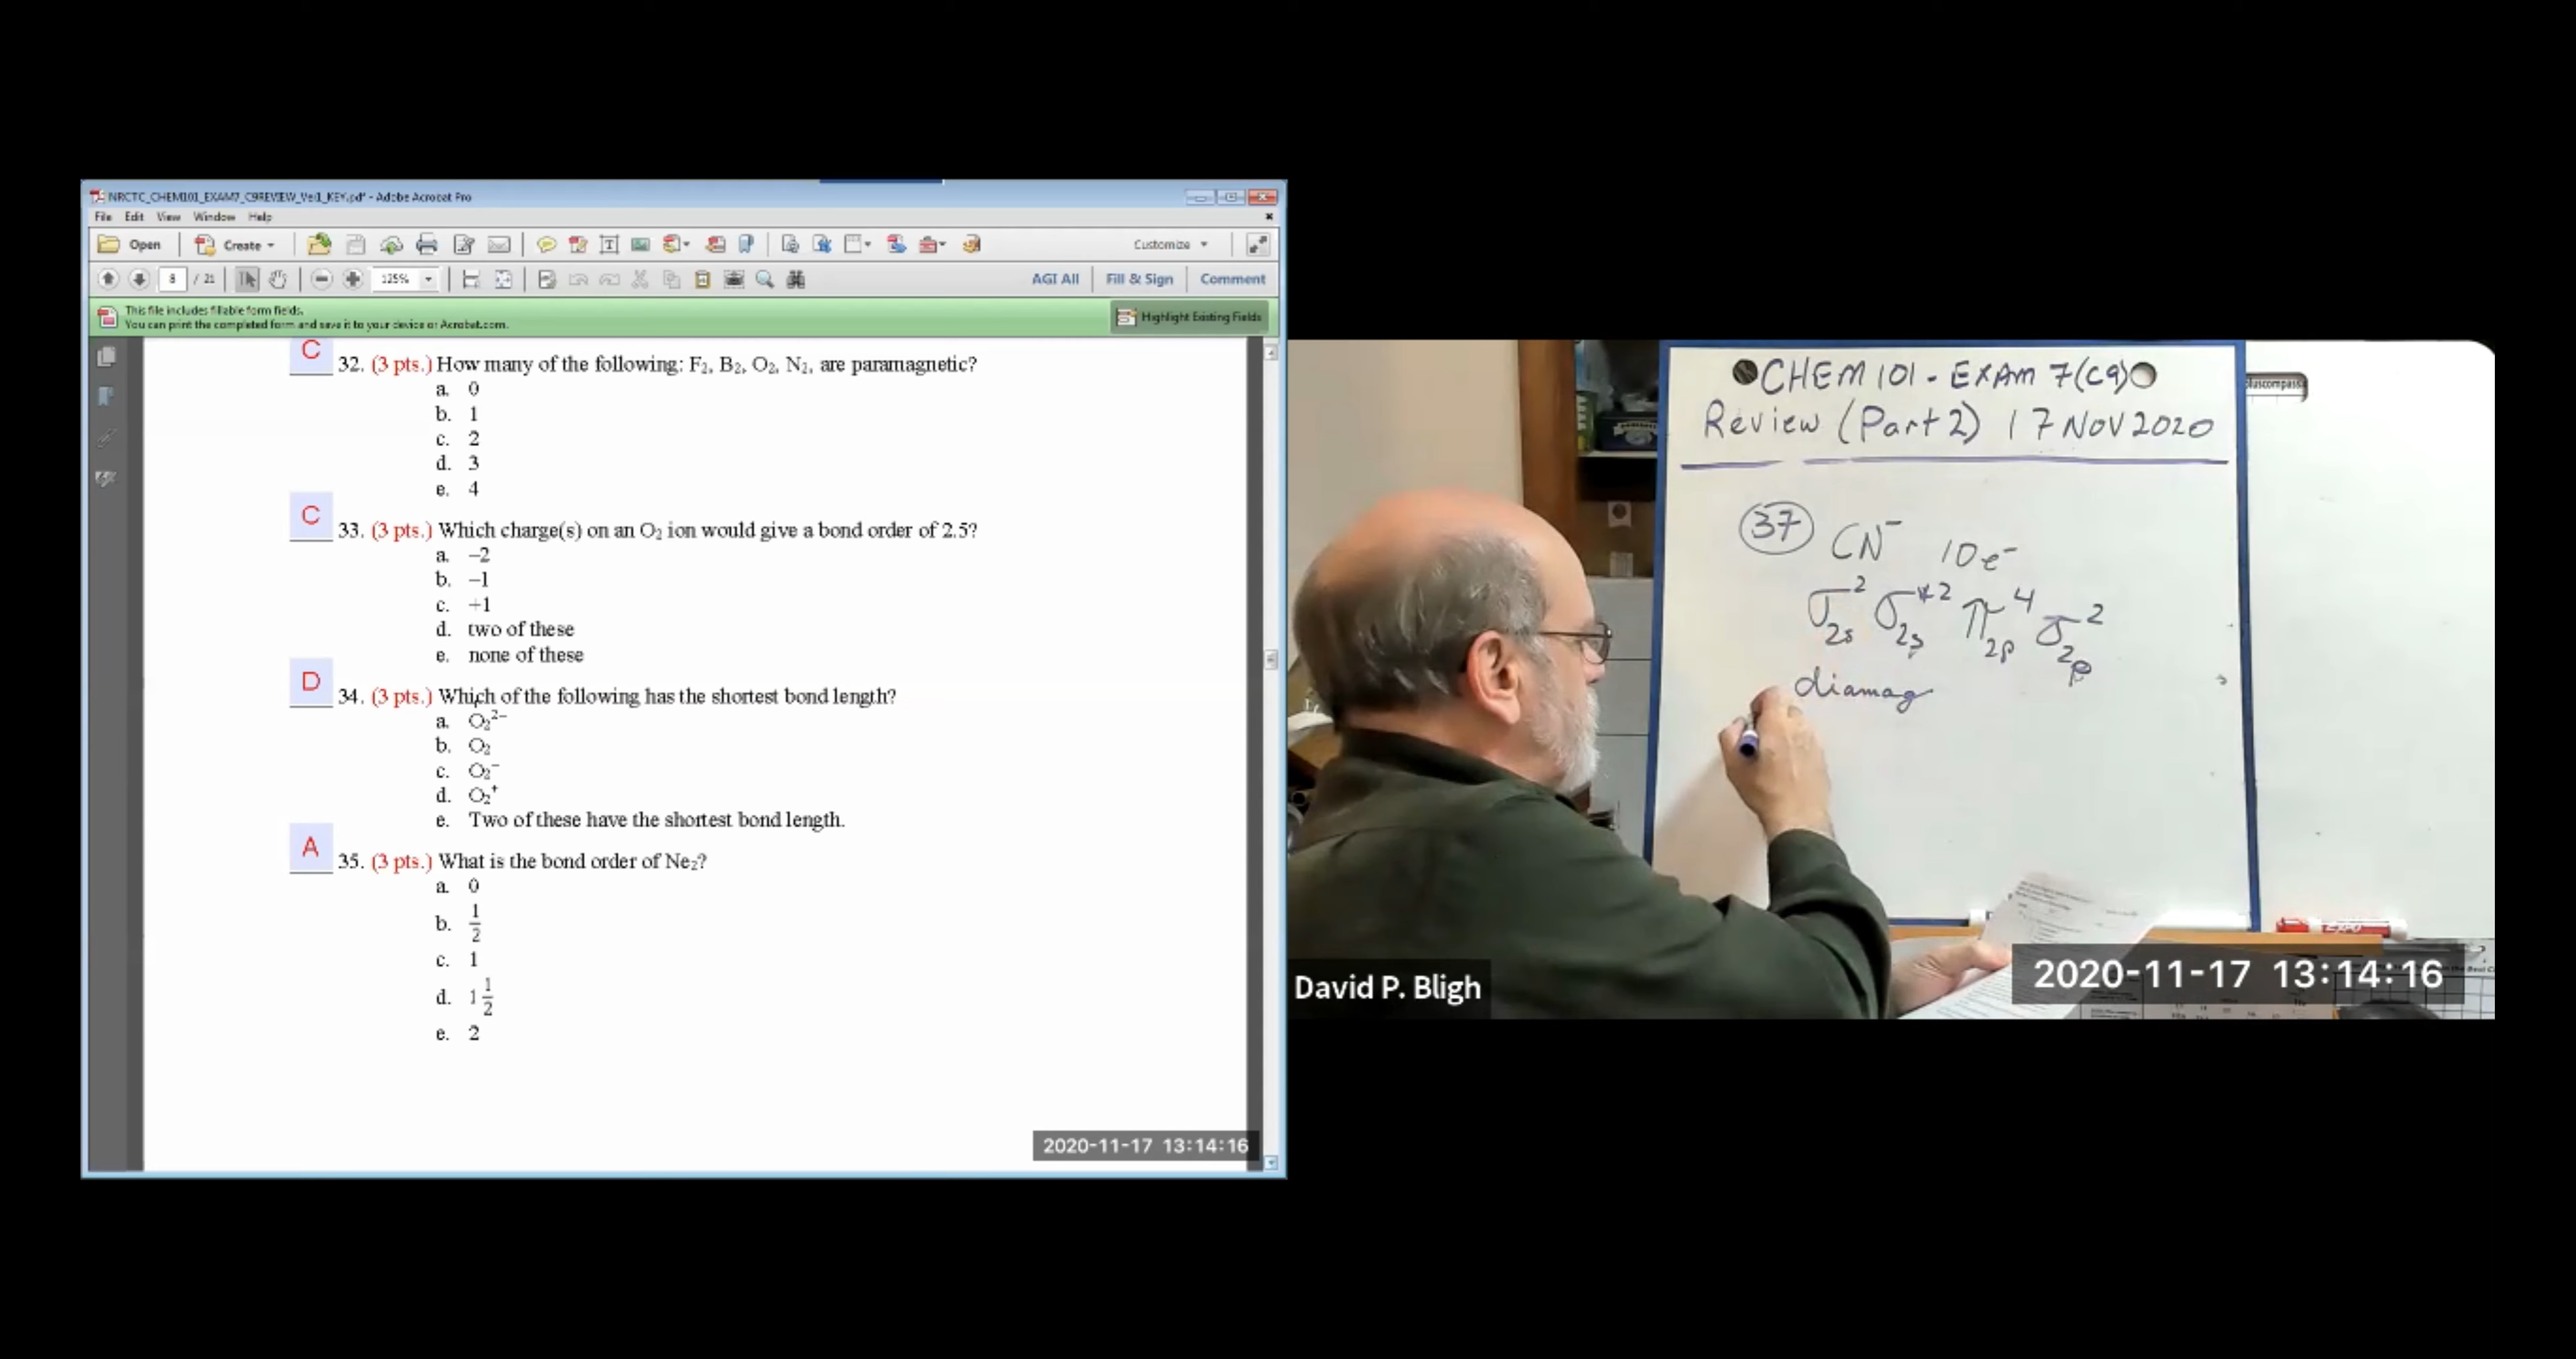 NRCTC_CHEM101_EXAM7_C9REVIEW_Ver1_KEY.pdf* - Adobe Acrobat Pro
File Edit View Window Help
Open Create Customize
8 / 21 125% AGI All Fill & Sign Comment
This file includes fillable form fields.
You can print the completed form and save it to your device or Acrobat.com.
Highlight Existing Fields
C 32. (3 pts.) How many of the following: F₂, B₂, O₂, N₂, are paramagnetic?
a. 0
b. 1
c. 2
d. 3
e. 4
C 33. (3 pts.) Which charge(s) on an O₂ ion would give a bond order of 2.5?
a. –2
b. –1
c. +1
d. two of these
e. none of these
D 34. (3 pts.) Which of the following has the shortest bond length?
a. O₂²⁻
b. O₂
c. O₂⁻
d. O₂⁺
e. Two of these have the shortest bond length.
A 35. (3 pts.) What is the bond order of Ne₂?
a. 0
b. 1/2
c. 1
d. 1 1/2
e. 2
2020-11-17 13:14:16
CHEM 101 - EXAM 7 (C9)
Review (Part 2) 17 NOV 2020
37 CN⁻ 10e⁻
σ₂s² σ₂s*² π₂p⁴ σ₂p²
diamag
David P. Bligh
2020-11-17 13:14:16